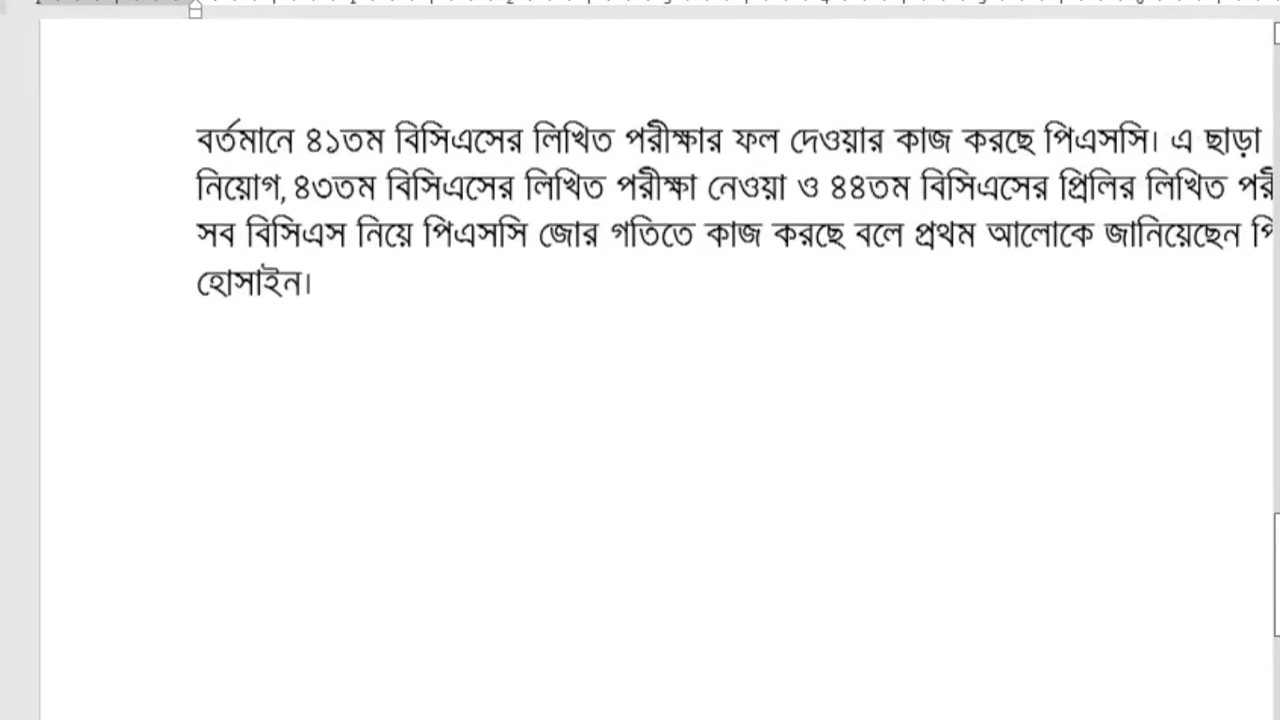 বর্তমানে ৪১তম বিসিএসের লিখিত পরীক্ষার ফল দেওয়ার কাজ করছে পিএসসি। এ ছাড়া
নিয়োগ, ৪৩তম বিসিএসের লিখিত পরীক্ষা নেওয়া ও ৪৪তম বিসিএসের প্রিলির লিখিত
সব বিসিএস নিয়ে পিএসসি জোর গতিতে কাজ করছে বলে প্রথম আলোকে জানিয়েছেন
হোসাইন।